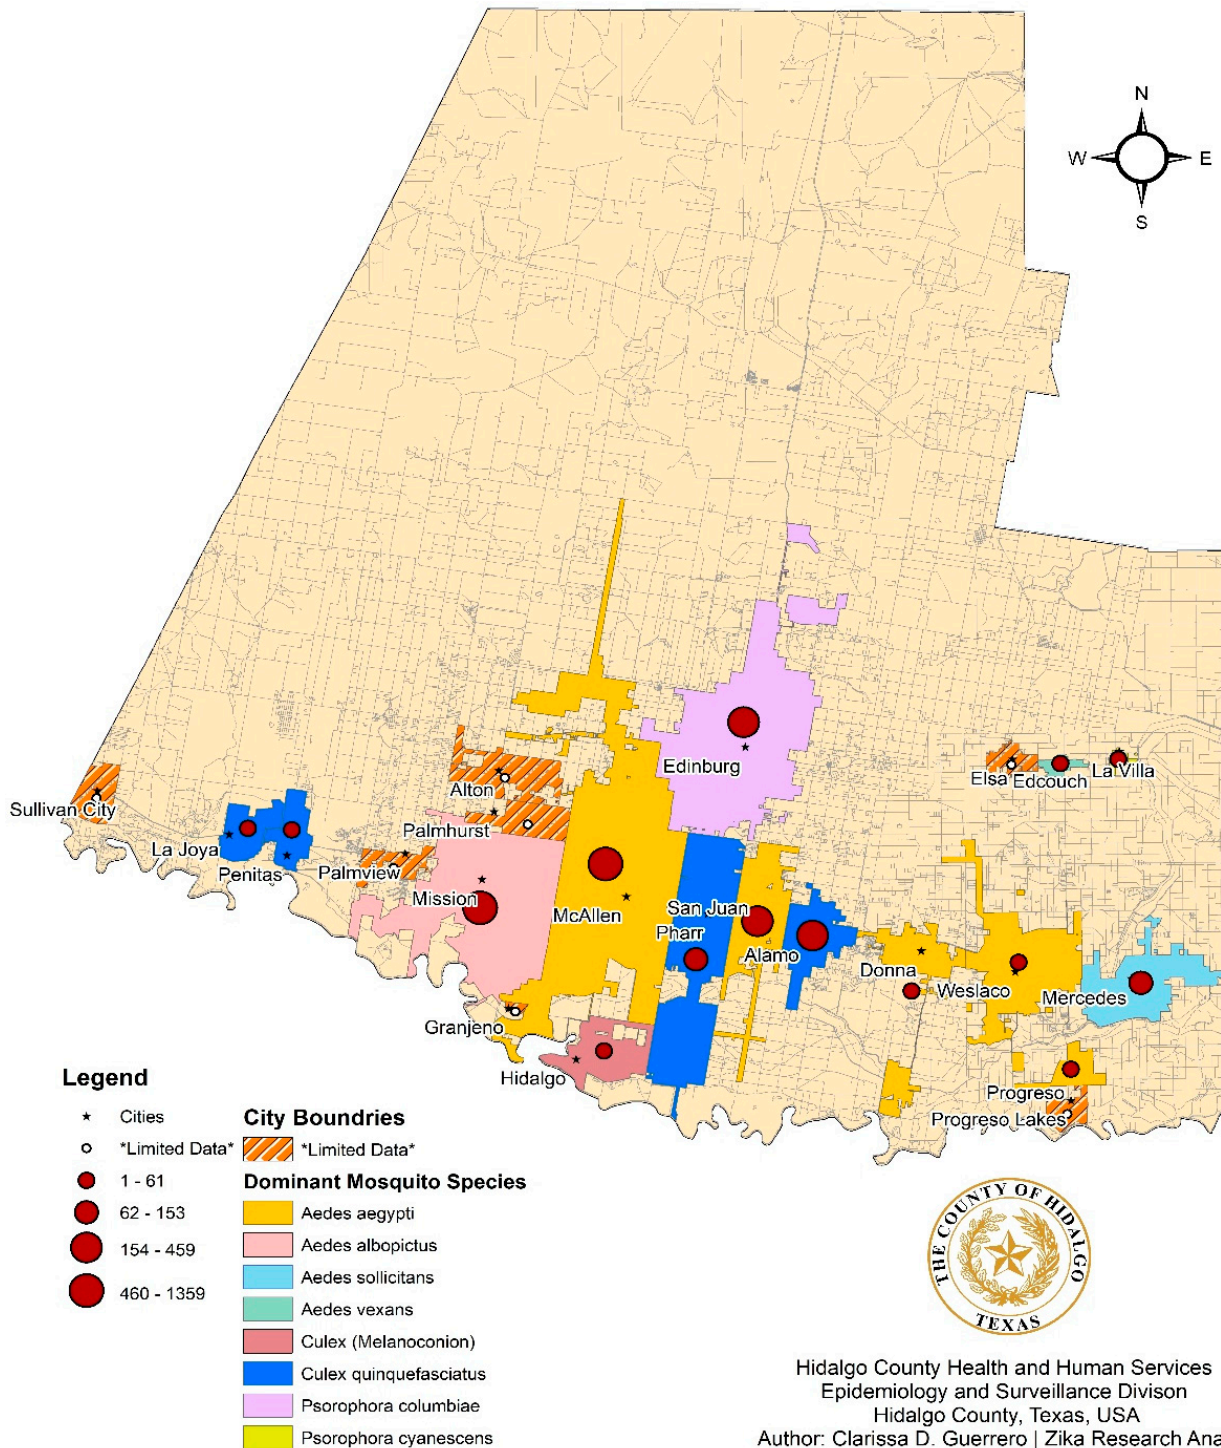 N
W E
S
Edinburg
Elsa
Edcouch
La Villa
Alton
Sullivan City
Palmhurst
La Joya
Penitas
Palmview
Mission
McAllen
San Juan
Pharr
Alamo
Donna
Weslaco
Mercedes
Granjeno
Hidalgo
Progreso
Progreso Lakes
Legend
Cities
*Limited Data*
1 - 61
62 - 153
154 - 459
460 - 1359
City Boundries
*Limited Data*
Dominant Mosquito Species
Aedes aegypti
Aedes albopictus
Aedes sollicitans
Aedes vexans
Culex (Melanoconion)
Culex quinquefasciatus
Psorophora columbiae
Psorophora cyanescens
THE COUNTY OF HIDALGO
TEXAS
Hidalgo County Health and Human Services
Epidemiology and Surveillance Divison
Hidalgo County, Texas, USA
Author: Clarissa D. Guerrero | Zika Research Ana